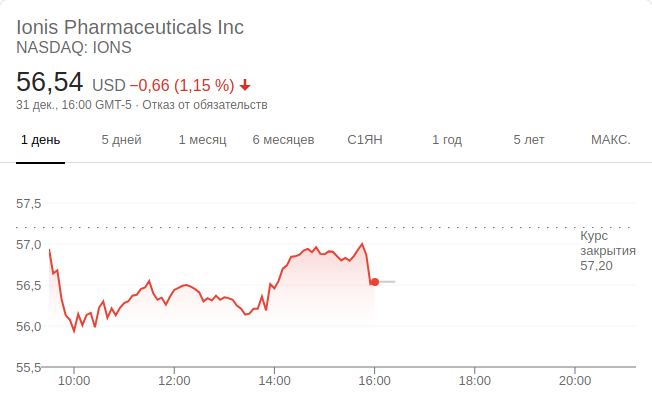 Ionis Pharmaceuticals Inc
NASDAQ: IONS
56,54 USD −0,66 (1,15 %)
31 дек., 16:00 GMT-5 · Отказ от обязательств
1 день 5 дней 1 месяц 6 месяцев С1ЯН 1 год 5 лет МАКС.
57,5
Курс
закрытия
57,20
57,0
56,5
56,0
55,5
10:00 12:00 14:00 16:00 18:00 20:00